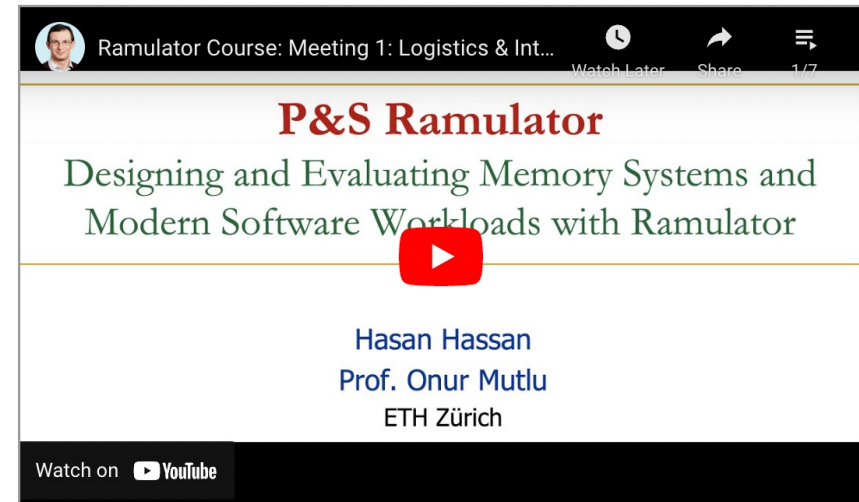 Ramulator Course: Meeting 1: Logistics & Int...
Watch Later
Share
1/7
P&S Ramulator
Designing and Evaluating Memory Systems and
Modern Software Workloads with Ramulator
Hasan Hassan
Prof. Onur Mutlu
ETH Zürich
Watch on YouTube